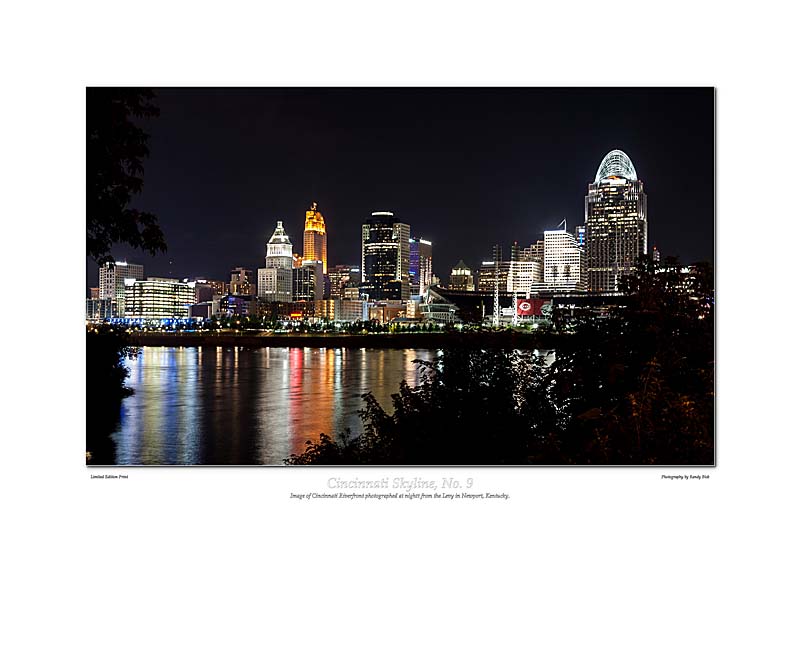 Limited Edition Print
Photography by Randy Dick
Cincinnati Skyline, No. 9
Image of Cincinnati Riverfront photographed at night from the Levy in Newport, Kentucky.